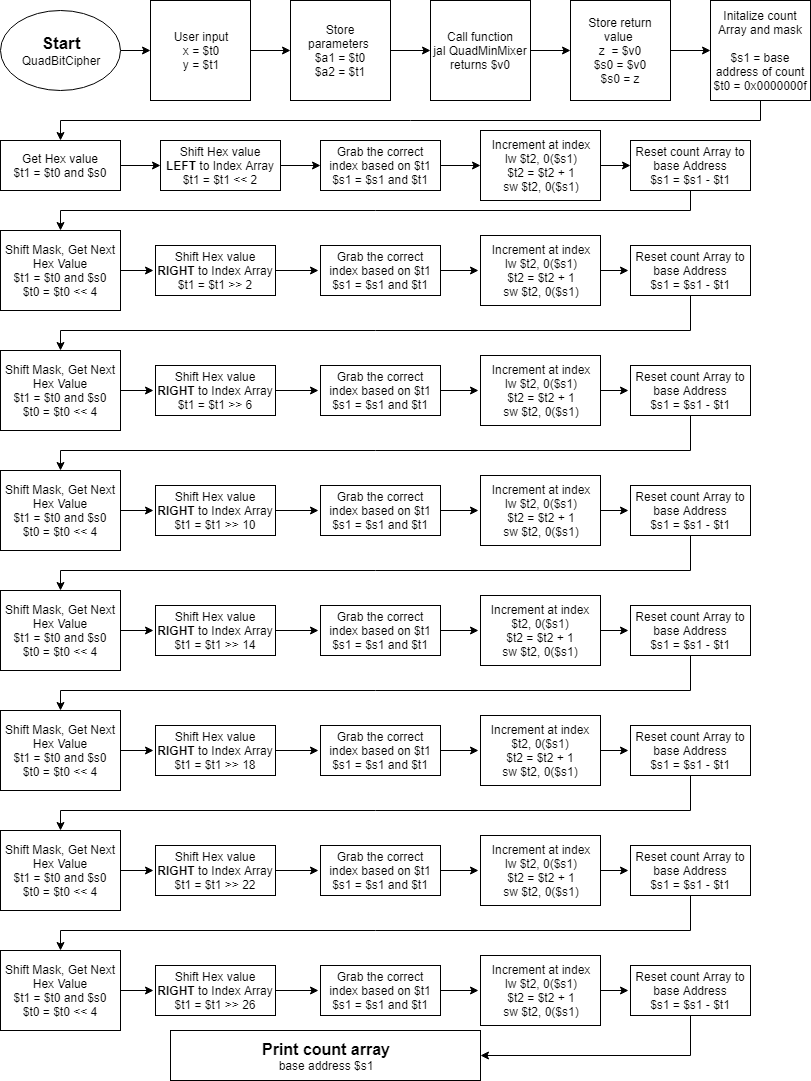 Start
QuadBitCipher
User input
x = $t0
y = $t1
Store
parameters
$a1 = $t0
$a2 = $t1
Call function
jal QuadMinMixer
returns $v0
Store return
value
z = $v0
$s0 = $v0
$s0 = z
Initalize count
Array and mask
$s1 = base
address of count
$t0 = 0x0000000f
Get Hex value
$t1 = $t0 and $s0
Shift Hex value
LEFT to Index Array
$t1 = $t1 << 2
Grab the correct
index based on $t1
$s1 = $s1 and $t1
Increment at index
lw $t2, 0($s1)
$t2 = $t2 + 1
sw $t2, 0($s1)
Reset count Array to
base Address
$s1 = $s1 - $t1
Shift Mask, Get Next
Hex Value
$t1 = $t0 and $s0
$t0 = $t0 << 4
Shift Hex value
RIGHT to Index Array
$t1 = $t1 >> 2
Grab the correct
index based on $t1
$s1 = $s1 and $t1
Increment at index
lw $t2, 0($s1)
$t2 = $t2 + 1
sw $t2, 0($s1)
Reset count Array to
base Address
$s1 = $s1 - $t1
Shift Mask, Get Next
Hex Value
$t1 = $t0 and $s0
$t0 = $t0 << 4
Shift Hex value
RIGHT to Index Array
$t1 = $t1 >> 6
Grab the correct
index based on $t1
$s1 = $s1 and $t1
Increment at index
lw $t2, 0($s1)
$t2 = $t2 + 1
sw $t2, 0($s1)
Reset count Array to
base Address
$s1 = $s1 - $t1
Shift Mask, Get Next
Hex Value
$t1 = $t0 and $s0
$t0 = $t0 << 4
Shift Hex value
RIGHT to Index Array
$t1 = $t1 >> 10
Grab the correct
index based on $t1
$s1 = $s1 and $t1
Increment at index
lw $t2, 0($s1)
$t2 = $t2 + 1
sw $t2, 0($s1)
Reset count Array to
base Address
$s1 = $s1 - $t1
Shift Mask, Get Next
Hex Value
$t1 = $t0 and $s0
$t0 = $t0 << 4
Shift Hex value
RIGHT to Index Array
$t1 = $t1 >> 14
Grab the correct
index based on $t1
$s1 = $s1 and $t1
Increment at index
$t2, 0($s1)
$t2 = $t2 + 1
sw $t2, 0($s1)
Reset count Array to
base Address
$s1 = $s1 - $t1
Shift Mask, Get Next
Hex Value
$t1 = $t0 and $s0
$t0 = $t0 << 4
Shift Hex value
RIGHT to Index Array
$t1 = $t1 >> 18
Grab the correct
index based on $t1
$s1 = $s1 and $t1
Increment at index
$t2, 0($s1)
$t2 = $t2 + 1
sw $t2, 0($s1)
Reset count Array to
base Address
$s1 = $s1 - $t1
Shift Mask, Get Next
Hex Value
$t1 = $t0 and $s0
$t0 = $t0 << 4
Shift Hex value
RIGHT to Index Array
$t1 = $t1 >> 22
Grab the correct
index based on $t1
$s1 = $s1 and $t1
Increment at index
lw $t2, 0($s1)
$t2 = $t2 + 1
sw $t2, 0($s1)
Reset count Array to
base Address
$s1 = $s1 - $t1
Shift Mask, Get Next
Hex Value
$t1 = $t0 and $s0
$t0 = $t0 << 4
Shift Hex value
RIGHT to Index Array
$t1 = $t1 >> 26
Grab the correct
index based on $t1
$s1 = $s1 and $t1
Increment at index
lw $t2, 0($s1)
$t2 = $t2 + 1
sw $t2, 0($s1)
Reset count Array to
base Address
$s1 = $s1 - $t1
Print count array
base address $s1